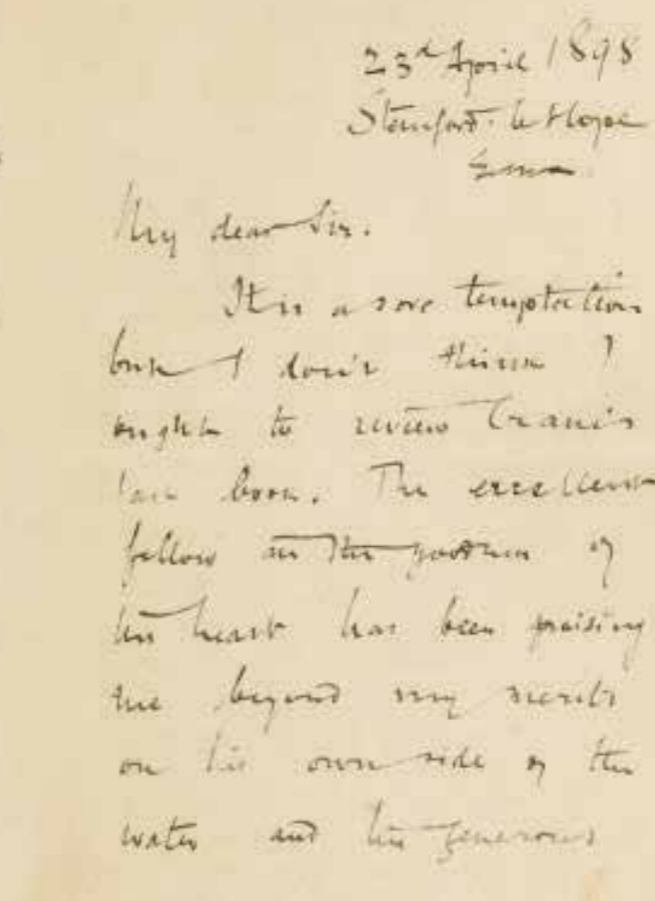 23d April 1898
Stanford-le-Hope
Essex
My dear Sir.
It is a sore temptation
but I don't think I
ought to review Crane's
last book. The excellent
fellow in the goodness of
his heart has been praising
me beyond my merits
on his own side of the
water and his generous